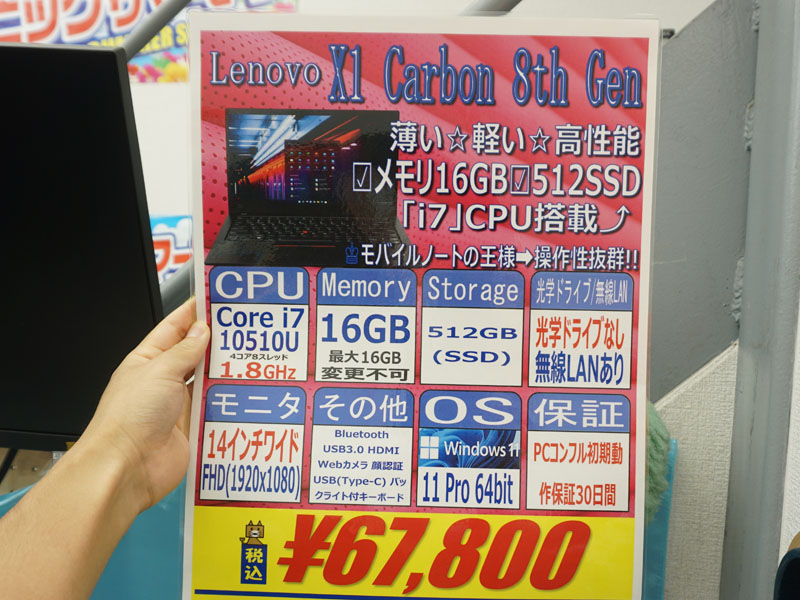 Lenovo X1 Carbon 8th Gen
薄い☆軽い☆高性能
☑メモリ16GB☑512SSD
「i7」CPU搭載⤴
モバイルノートの王様➡操作性抜群!!
CPU
Core i7
10510U
4コア8スレッド
1.8GHz
Memory
16GB
最大16GB
変更不可
Storage
512GB
(SSD)
光学ドライブ/無線LAN
光学ドライブなし
無線LANあり
モニタ
14インチワイド
FHD(1920x1080)
その他
Bluetooth
USB3.0 HDMI
Webカメラ 顔認証
USB(Type-C) バッ
クライト付キーボード
OS
Windows 11
11 Pro 64bit
保証
PCコンフル初期動
作保証30日間
税込
¥67,800